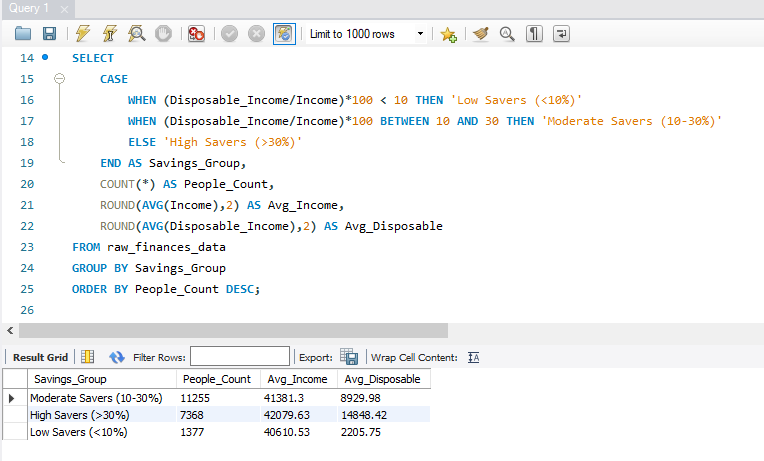 Query 1
Limit to 1000 rows
14 SELECT
15 CASE
16 WHEN (Disposable_Income/Income)*100 < 10 THEN 'Low Savers (<10%)'
17 WHEN (Disposable_Income/Income)*100 BETWEEN 10 AND 30 THEN 'Moderate Savers (10-30%)'
18 ELSE 'High Savers (>30%)'
19 END AS Savings_Group,
20 COUNT(*) AS People_Count,
21 ROUND(AVG(Income),2) AS Avg_Income,
22 ROUND(AVG(Disposable_Income),2) AS Avg_Disposable
23 FROM raw_finances_data
24 GROUP BY Savings_Group
25 ORDER BY People_Count DESC;
26
Result Grid Filter Rows: Export: Wrap Cell Content: IA
Savings_Group People_Count Avg_Income Avg_Disposable
Moderate Savers (10-30%) 11255 41381.3 8929.98
High Savers (>30%) 7368 42079.63 14848.42
Low Savers (<10%) 1377 40610.53 2205.75